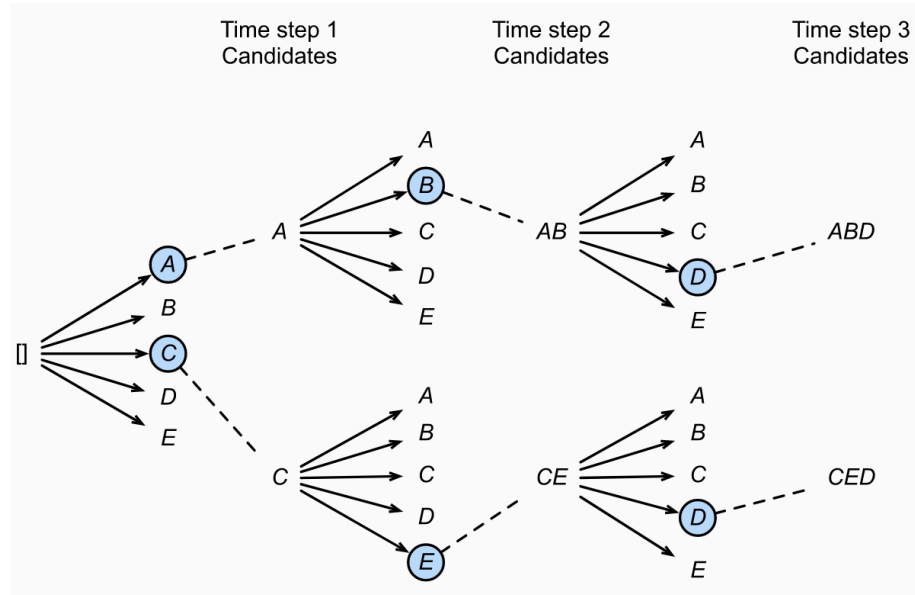 Time step 1
Candidates
Time step 2
Candidates
Time step 3
Candidates
[]
A
B
C
D
E
A
A
B
C
D
E
AB
A
B
C
D
E
ABD
C
A
B
C
D
E
CE
A
B
C
D
E
CED